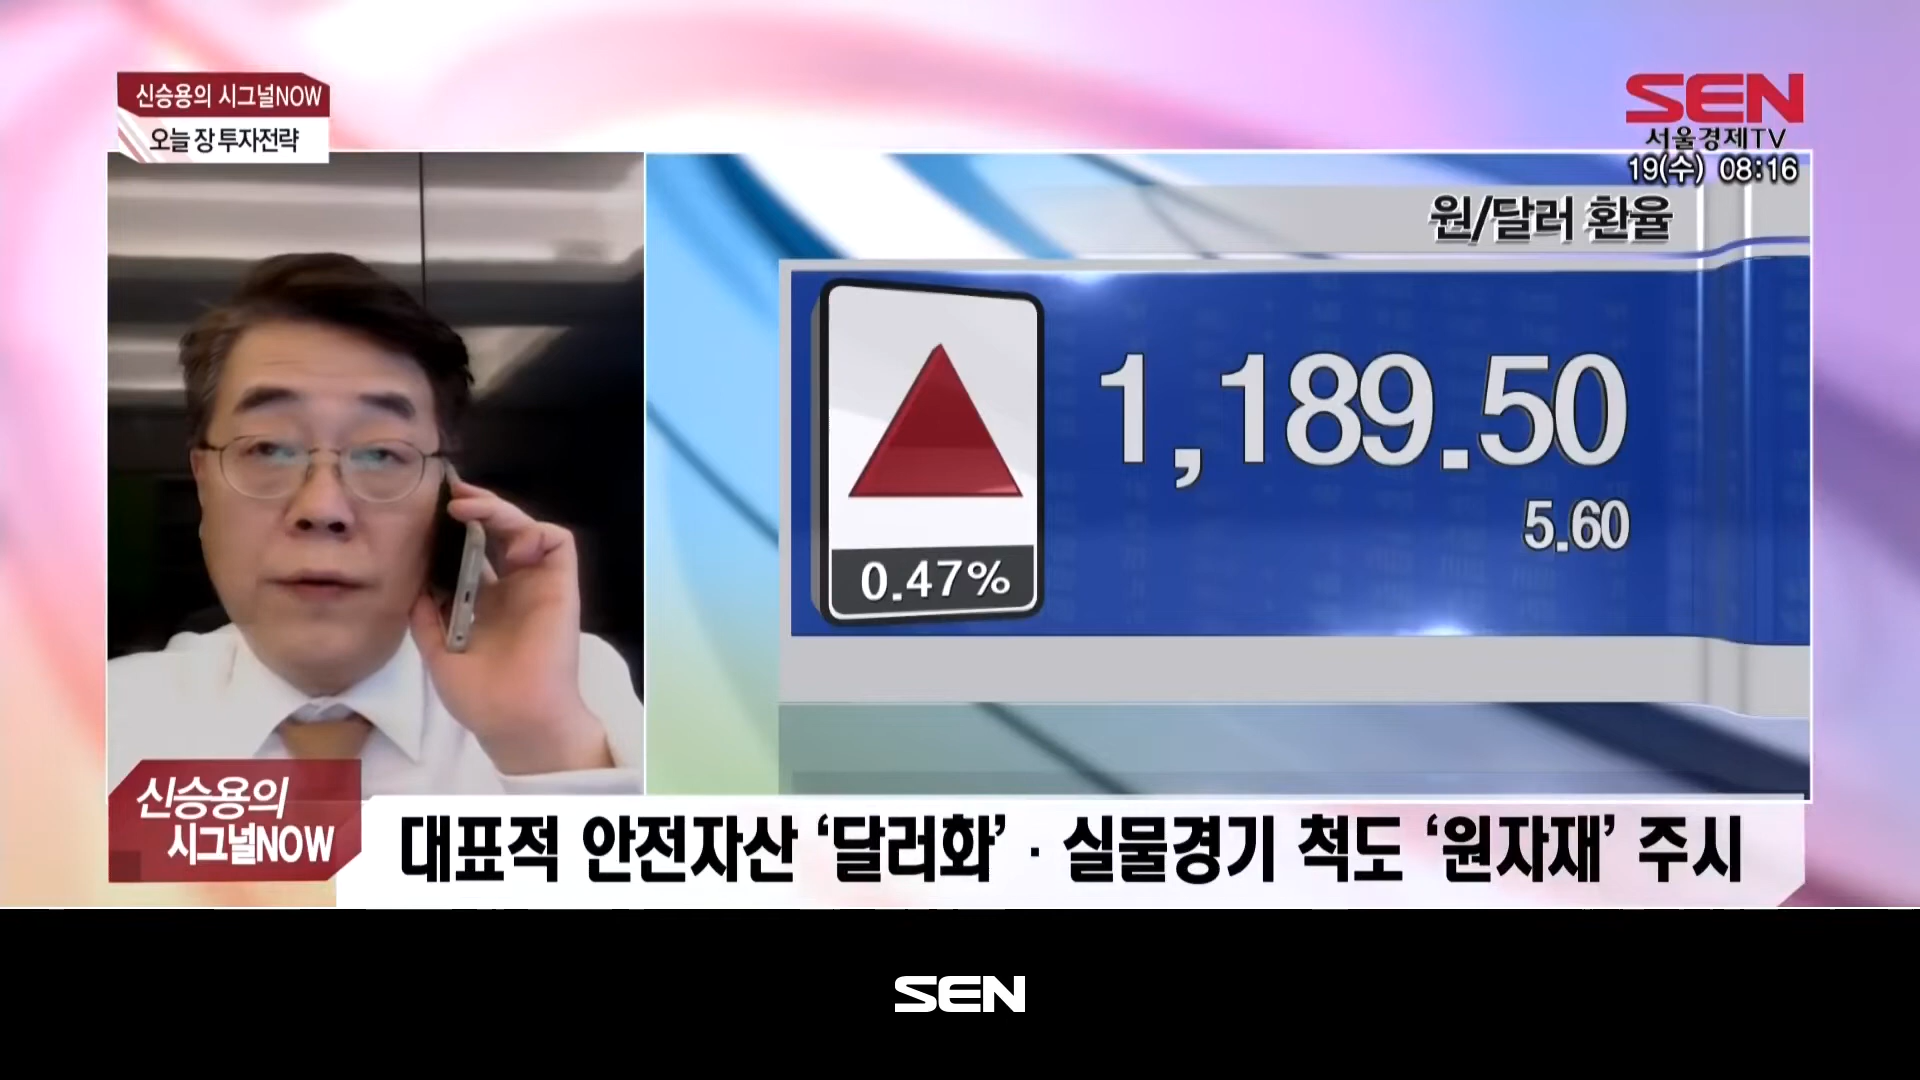 신승용의 시그널NOW
오늘 장 투자전략
SEN
서울경제TV
19(수) 08:16
원/달러 환율
1,189.50
5.60
0.47%
신승용의
시그널NOW
대표적 안전자산 ‘달러화’ · 실물경기 척도 ‘원자재’ 주시
SEN